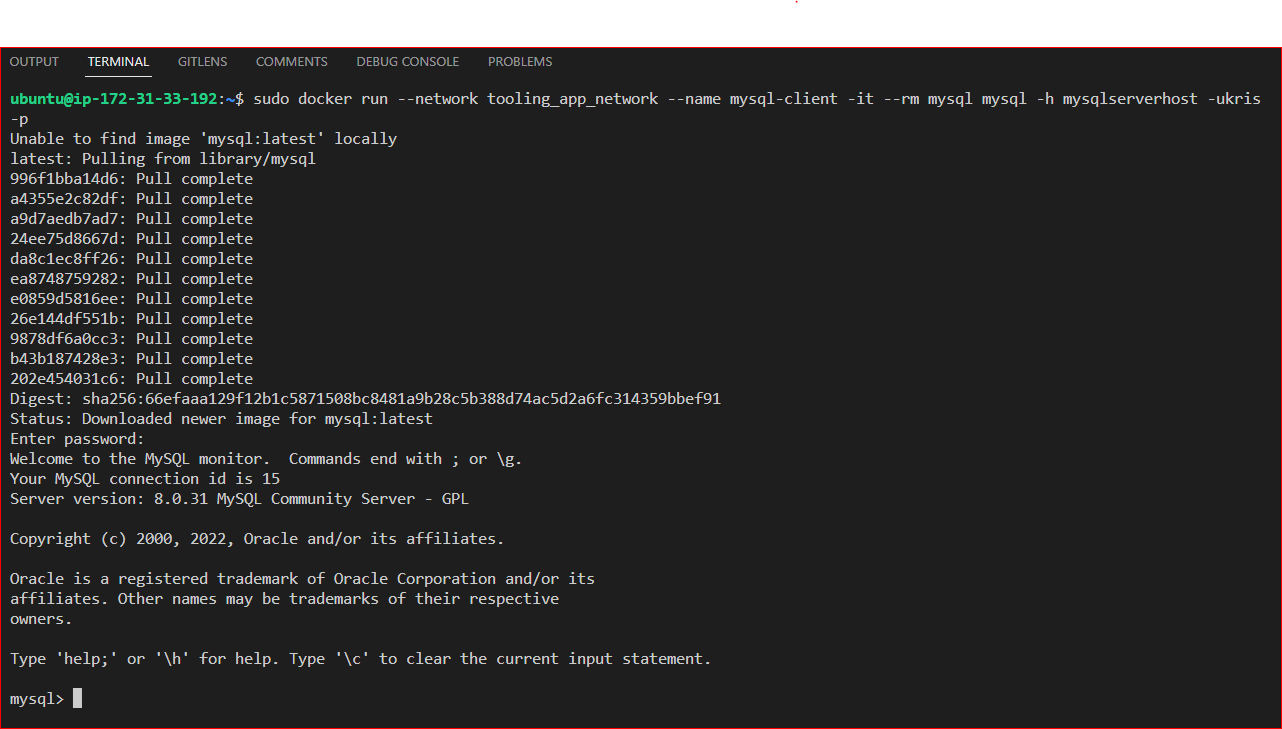 OUTPUT TERMINAL GITLENS COMMENTS DEBUG CONSOLE PROBLEMS
ubuntu@ip-172-31-33-192:~$ sudo docker run --network tooling_app_network --name mysql-client -it --rm mysql mysql -h mysqlserverhost -ukris
-p
Unable to find image 'mysql:latest' locally
latest: Pulling from library/mysql
996f1bba14d6: Pull complete
a4355e2c82df: Pull complete
a9d7aedb7ad7: Pull complete
24ee75d8667d: Pull complete
da8c1ec8ff26: Pull complete
ea8748759282: Pull complete
e0859d5816ee: Pull complete
26e144df551b: Pull complete
9878df6a0cc3: Pull complete
b43b187428e3: Pull complete
202e454031c6: Pull complete
Digest: sha256:66efaaa129f12b1c5871508bc8481a9b28c5b388d74ac5d2a6fc314359bbef91
Status: Downloaded newer image for mysql:latest
Enter password:
Welcome to the MySQL monitor.  Commands end with ; or \g.
Your MySQL connection id is 15
Server version: 8.0.31 MySQL Community Server - GPL
Copyright (c) 2000, 2022, Oracle and/or its affiliates.
Oracle is a registered trademark of Oracle Corporation and/or its
affiliates. Other names may be trademarks of their respective
owners.
Type 'help;' or '\h' for help. Type '\c' to clear the current input statement.
mysql>